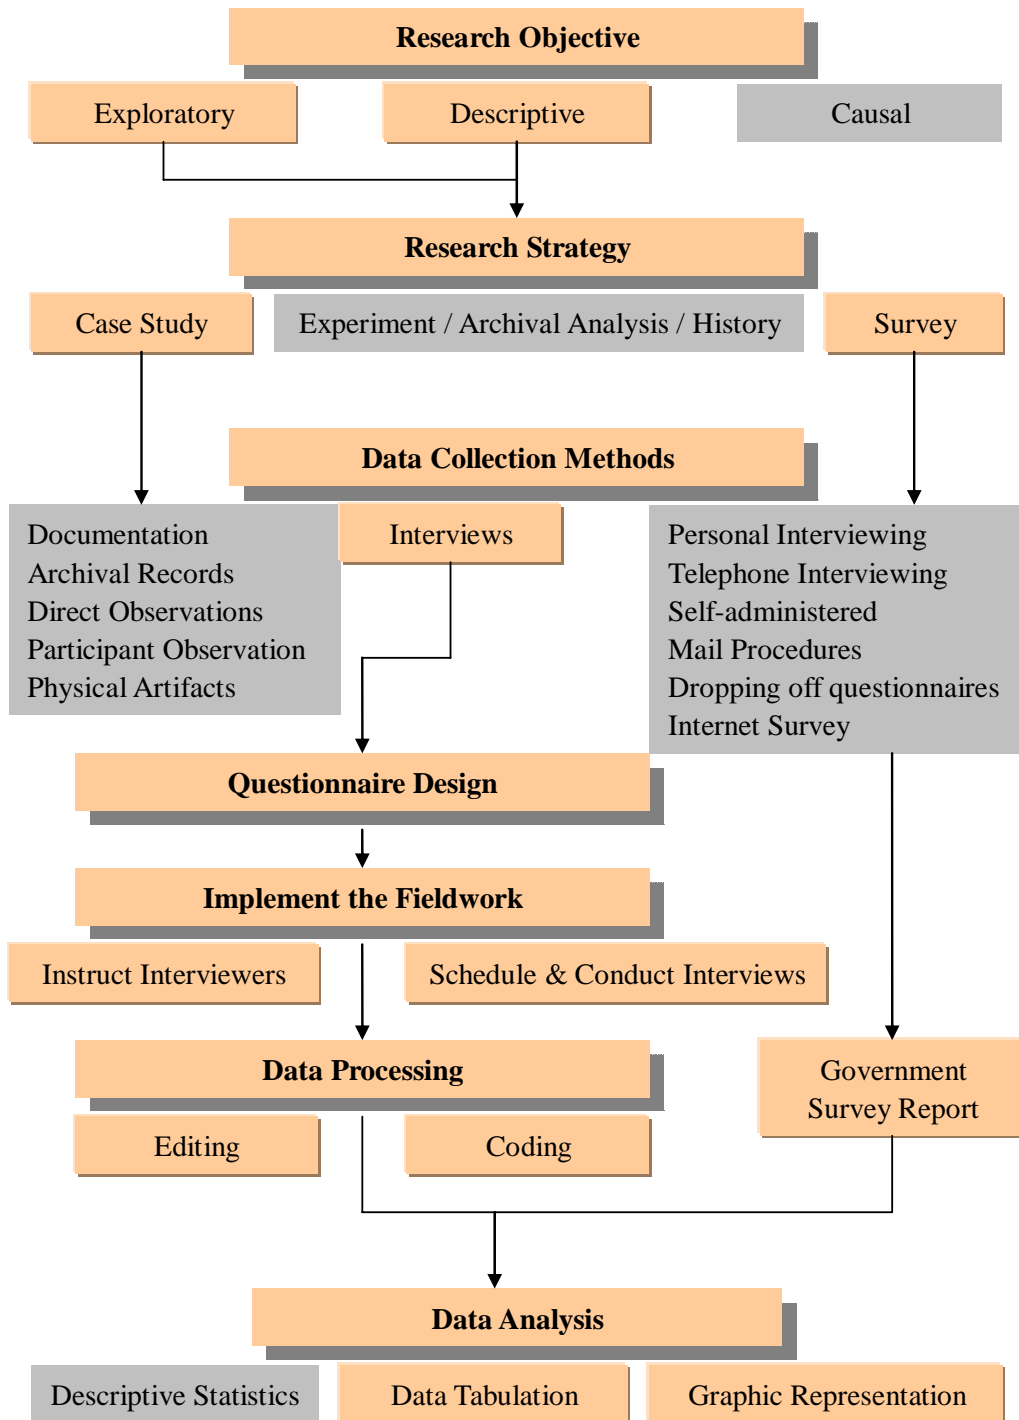 Research Objective
Exploratory
Descriptive
Causal
Research Strategy
Case Study
Experiment / Archival Analysis / History
Survey
Data Collection Methods
Documentation
Archival Records
Direct Observations
Participant Observation
Physical Artifacts
Interviews
Personal Interviewing
Telephone Interviewing
Self-administered
Mail Procedures
Dropping off questionnaires
Internet Survey
Questionnaire Design
Implement the Fieldwork
Instruct Interviewers
Schedule & Conduct Interviews
Data Processing
Editing
Coding
Government
Survey Report
Data Analysis
Descriptive Statistics
Data Tabulation
Graphic Representation